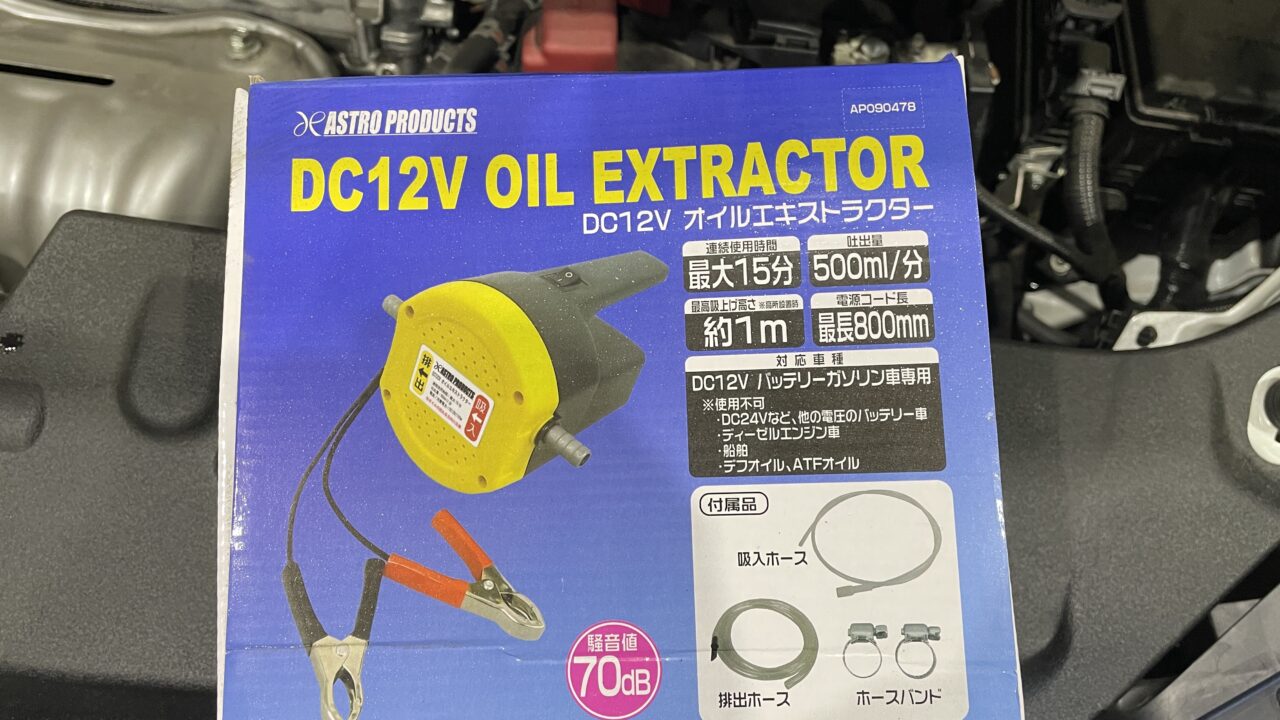 ASTRO PRODUCTS
AP090478
DC12V OIL EXTRACTOR
DC12V オイルエキストラクター
連続使用時間
最大15分
吐出量
500ml/分
最高吸上げ高さ ※高所設置時
約1m
電源コード長
最長800mm
対応車種
DC12V バッテリーガソリン車専用
※使用不可
・DC24Vなど、他の電圧のバッテリー車
・ディーゼルエンジン車
・船舶
・デフオイル、ATFオイル
排出
ASTRO PRODUCTS
吸入
付属品
吸入ホース
排出ホース
ホースバンド
騒音値
70dB